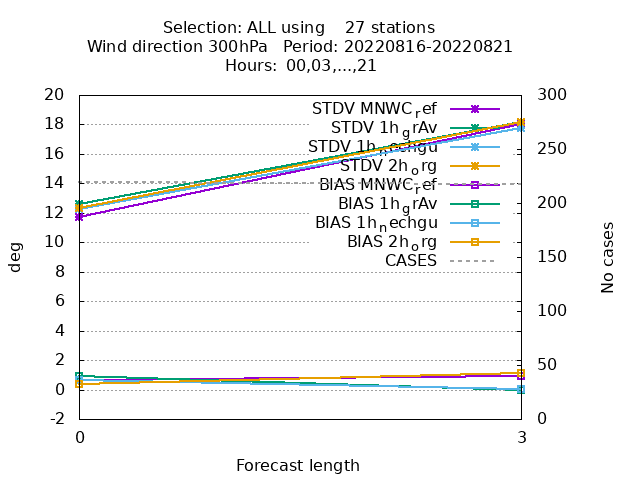 Selection: ALL using    27 stations
Wind direction 300hPa   Period: 20220816-20220821
Hours:  00,03,...,21
20 300
STDV MNWC_ref
18
STDV 1h_grAv
250
STDV 1h_nechgu
16
STDV 2h_org
14
BIAS MNWC_ref
200
BIAS 1h_grAv
12
BIAS 1h_nechgu
10
BIAS 2h_org
150
CASES
8
deg
No cases
6
100
4
2
50
0
-2 0
0 3
Forecast length